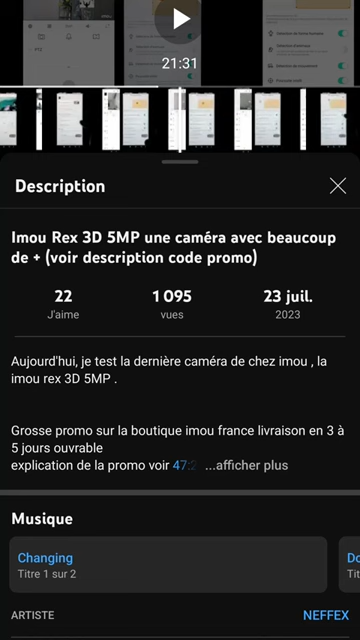 21:31
Description
Imou Rex 3D 5MP une caméra avec beaucoup
de + (voir description code promo)
22
1 095
23 juil.
J'aime
vues
2023
Aujourd'hui, je test la dernière caméra de chez imou , la
imou rex 3D 5MP .
Grosse promo sur la boutique imou france livraison en 3 à
5 jours ouvrable
explication de la promo voir 47:2 ...afficher plus
Musique
Changing
Titre 1 sur 2
ARTISTE
NEFFEX